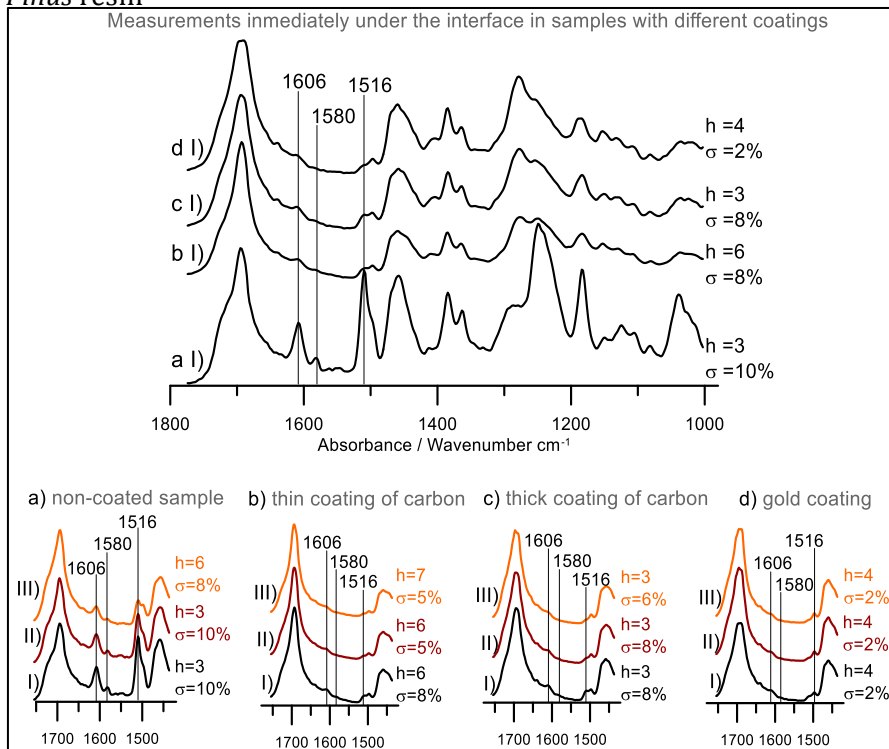 Pinus resin
Measurements inmediately under the interface in samples with different coatings
1606 1516
1580
d I)
h =4
σ =2%
c I)
h =3
σ =8%
b I)
h =6
σ =8%
a I)
h =3
σ =10%
1800 1600 1400 1200 1000
Absorbance / Wavenumber cm-1
a) non-coated sample
1516
1580
1606
III)
h=6
σ=8%
II)
h=3
σ=10%
I)
h=3
σ=10%
1700 1600 1500
b) thin coating of carbon
1606
1580
1516
III)
h=7
σ=5%
II)
h=6
σ=5%
I)
h=6
σ=8%
1700 1600 1500
c) thick coating of carbon
1606
1580
1516
III)
h=3
σ=6%
II)
h=3
σ=8%
I)
h=3
σ=8%
1700 1600 1500
d) gold coating
1516
1606
1580
III)
h=4
σ=2%
II)
h=4
σ=2%
I)
h=4
σ=2%
1700 1600 1500